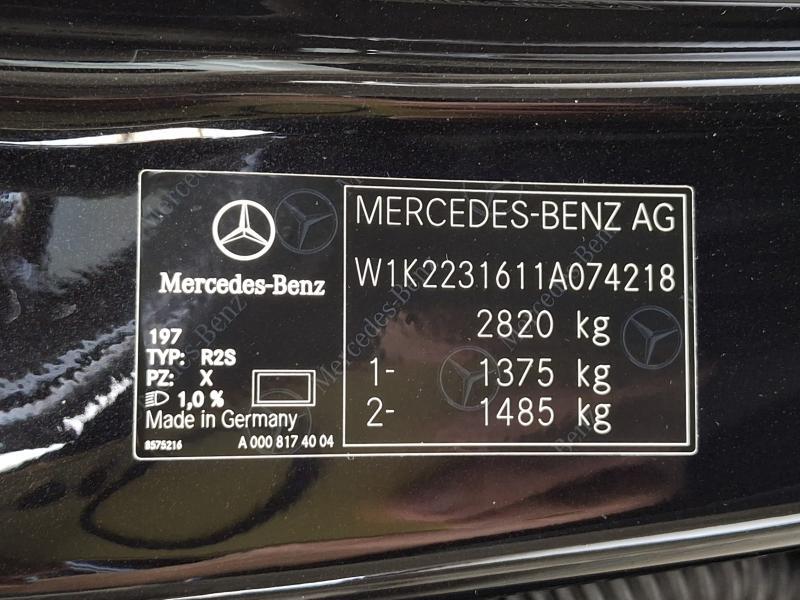 Mercedes-Benz
197
TYP: R2S
PZ: X
1,0 %
Made in Germany
8575216
A 000 817 40 04
MERCEDES-BENZ AG
W1K2231611A074218
2820 kg
1- 1375 kg
2- 1485 kg